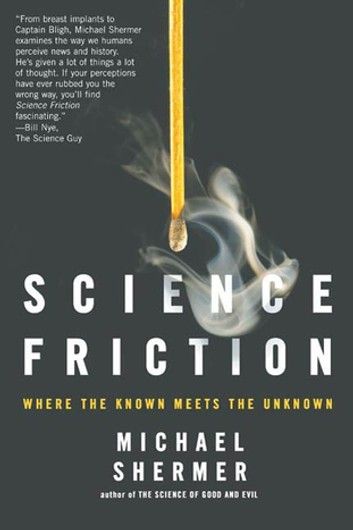 "From breast implants to
Captain Bligh, Michael Shermer
examines the way we humans
perceive news and history.
He's given a lot of things a lot
of thought. If your perceptions
have ever rubbed you the
wrong way, you'll find
Science Friction
fascinating."
—Bill Nye,
The Science Guy
SCIENCE
FRICTION
WHERE THE KNOWN MEETS THE UNKNOWN
MICHAEL
SHERMER
author of THE SCIENCE OF GOOD AND EVIL